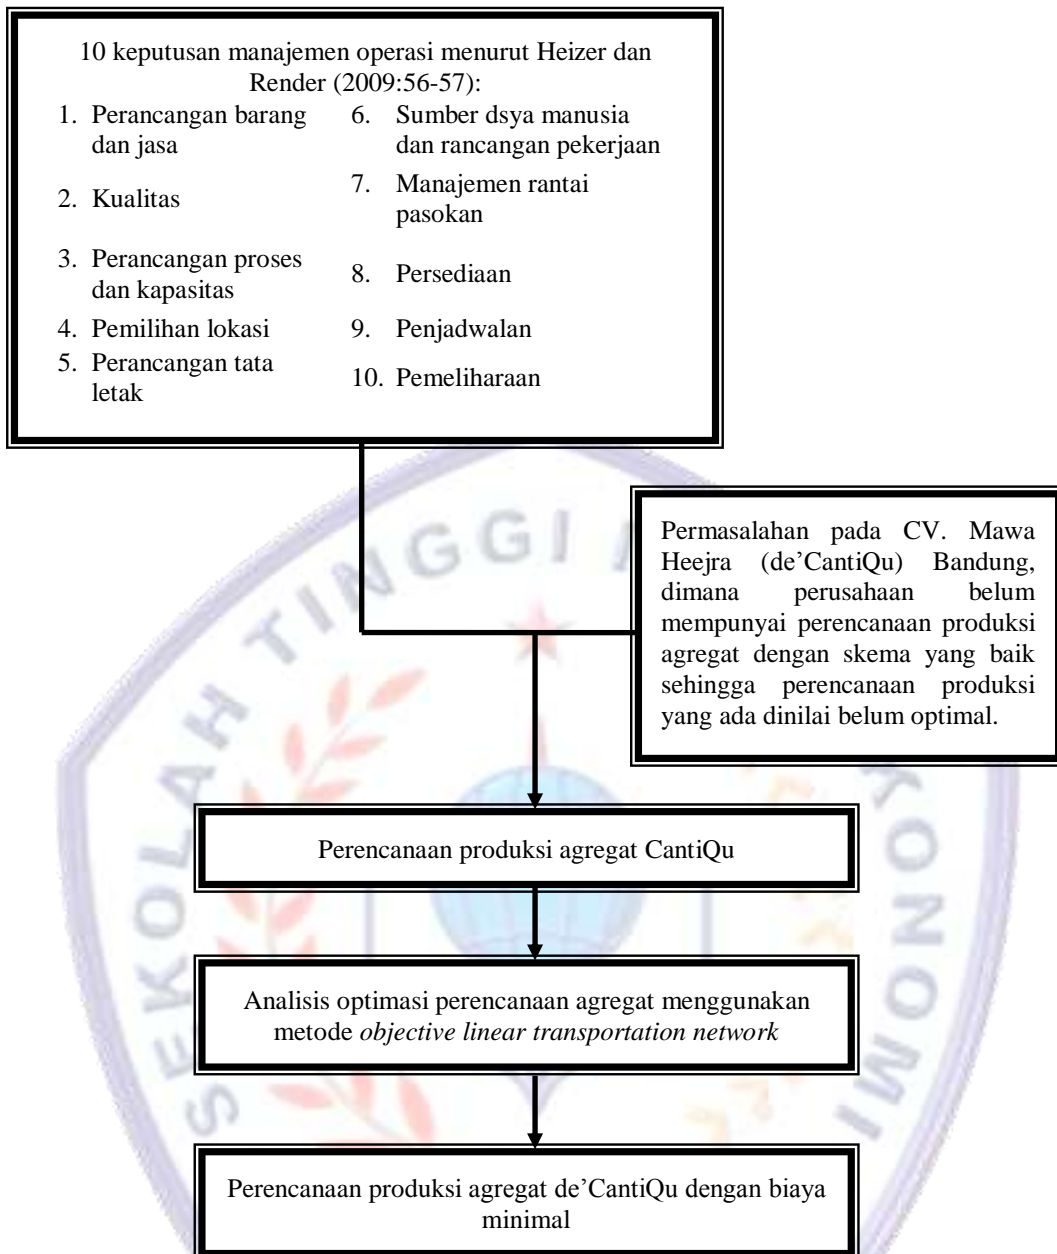 10 keputusan manajemen operasi menurut Heizer dan
Render (2009:56-57):
1. Perancangan barang
dan jasa
2. Kualitas
3. Perancangan proses
dan kapasitas
4. Pemilihan lokasi
5. Perancangan tata
letak
6. Sumber dsya manusia
dan rancangan pekerjaan
7. Manajemen rantai
pasokan
8. Persediaan
9. Penjadwalan
10. Pemeliharaan
Permasalahan pada CV. Mawa
Heejra (de’CantiQu) Bandung,
dimana perusahaan belum
mempunyai perencanaan produksi
agregat dengan skema yang baik
sehingga perencanaan produksi
yang ada dinilai belum optimal.
Perencanaan produksi agregat CantiQu
Analisis optimasi perencanaan agregat menggunakan
metode objective linear transportation network
Perencanaan produksi agregat de’CantiQu dengan biaya
minimal
SEKOLAH TINGGI
KONOMI